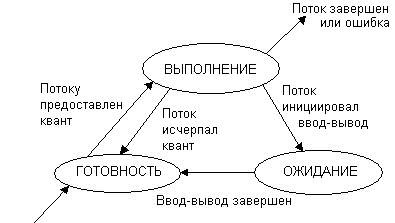 Поток завершен
или ошибка
ВЫПОЛНЕНИЕ
Потоку
предоставлен
квант
Поток
исчерпал
квант
Поток
инициировал
ввод-вывод
ГОТОВНОСТЬ
ОЖИДАНИЕ
Ввод-вывод завершен